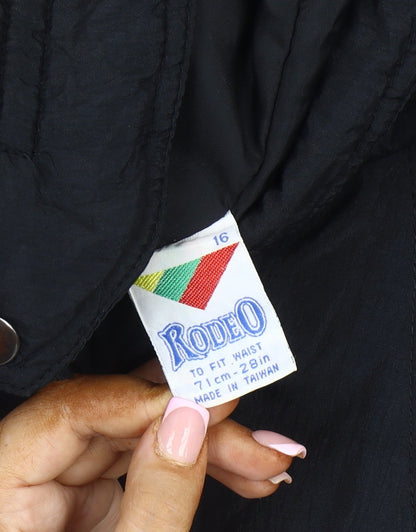 16
RODEO
TO FIT WAIST
71cm-28in
MADE IN TAIWAN